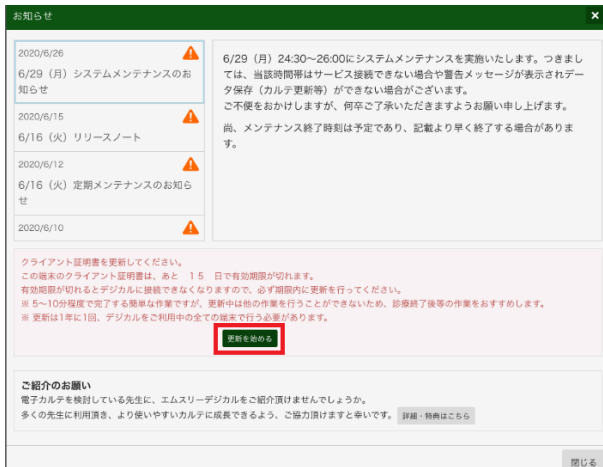 お知らせ
×
2020/6/26
6/29（月）システムメンテナンスのお
知らせ
2020/6/15
6/16（火）リリースノート
2020/6/12
6/16（火）定期メンテナンスのお知ら
せ
2020/6/10
6/29（月）24:30〜26:00にシステムメンテナンスを実施いたします。つきまし
ては、当該時間帯はサービス接続できない場合や警告メッセージが表示されデー
タ保存（カルテ更新等）ができない場合がございます。
ご不便をおかけしますが、何卒ご了承いただきますようお願い申し上げます。
尚、メンテナンス終了時刻は予定であり、記載より早く終了する場合がありま
す。
クライアント証明書を更新してください。
この端末のクライアント証明書は、あと　１５　日で有効期限が切れます。
有効期限が切れるとデジカルに接続できなくなりますので、必ず期限内に更新を行ってください。
※ 5〜10分程度で完了する簡単な作業ですが、更新中は他の作業を行うことができないため、診療終了後等の作業をおすすめします。
※ 更新は1年に1回、デジカルをご利用中の全ての端末で行う必要があります。
更新を始める
ご紹介のお願い
電子カルテを検討している先生に、エムスリーデジカルをご紹介頂けませんでしょうか。
多くの先生に利用頂き、より使いやすいカルテに成長できるよう、ご協力頂けますと幸いです。 詳細・特典はこちら
閉じる